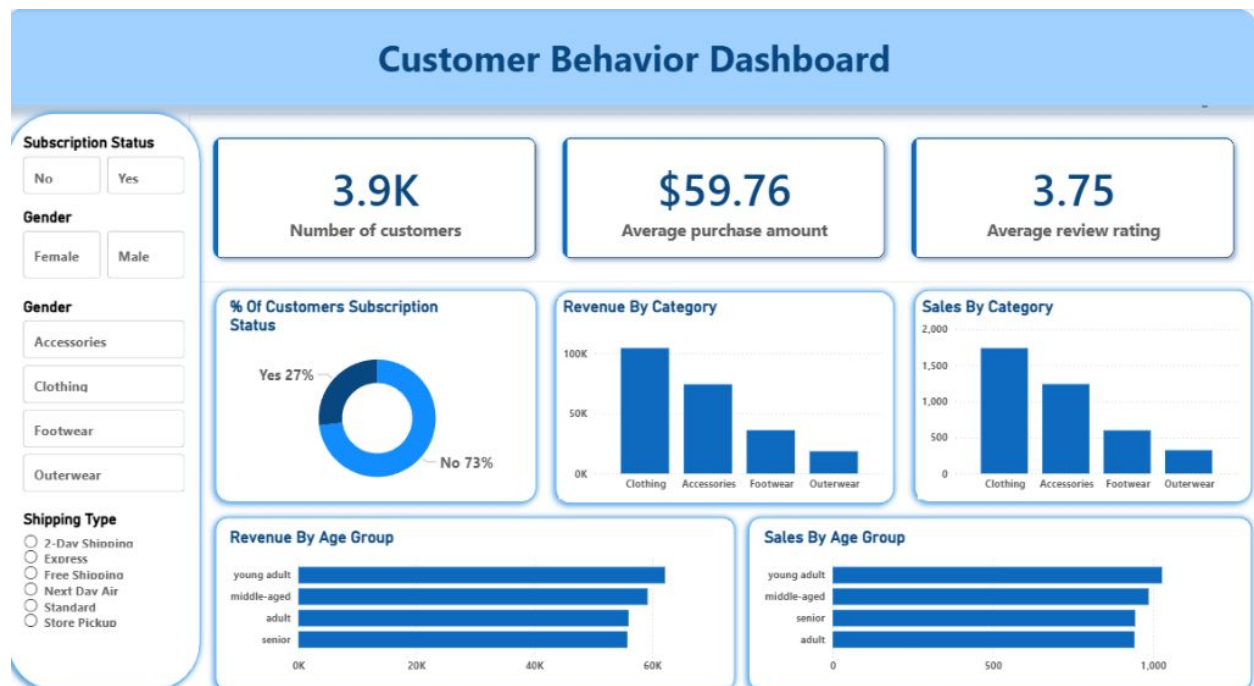 Customer Behavior Dashboard
Subscription Status
No
Yes
Gender
Female
Male
Gender
Accessories
Clothing
Footwear
Outerwear
Shipping Type
2-Day Shipping
Express
Free Shipping
Next Day Air
Standard
Store Pickup
3.9K
Number of customers
$59.76
Average purchase amount
3.75
Average review rating
% Of Customers Subscription
Status
Yes 27%
No 73%
Revenue By Category
100K
50K
0K
Clothing Accessories Footwear Outerwear
Sales By Category
2,000
1,500
1,000
500
0
Clothing Accessories Footwear Outerwear
Revenue By Age Group
young adult
middle-aged
adult
senior
0K 20K 40K 60K
Sales By Age Group
young adult
middle-aged
senior
adult
0 500 1,000